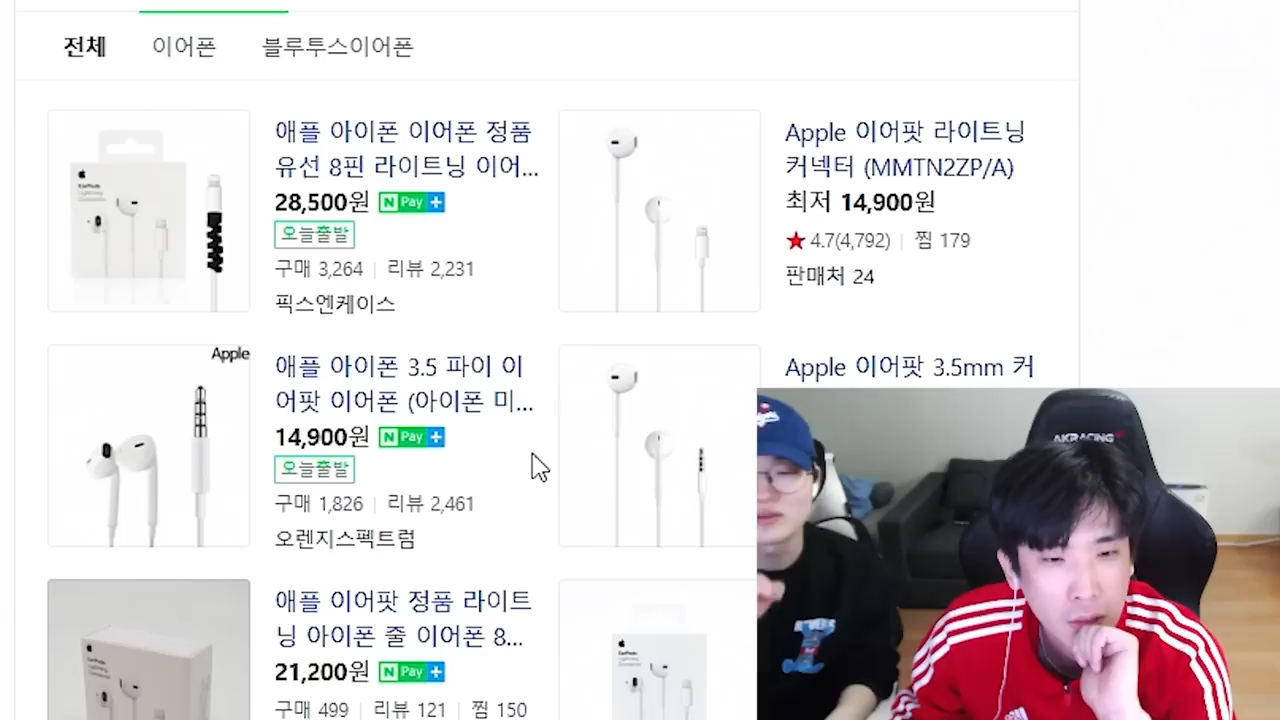 전체
이어폰
블루투스이어폰
애플 아이폰 이어폰 정품
유선 8핀 라이트닝 이어...
28,500원 N Pay +
오늘출발
구매 3,264 | 리뷰 2,231
픽스엔케이스
Apple 이어팟 라이트닝
커넥터 (MMTN2ZP/A)
최저 14,900원
★ 4.7(4,792) | 찜 179
판매처 24
Apple
애플 아이폰 3.5 파이 이
어팟 이어폰 (아이폰 미...
14,900원 N Pay +
오늘출발
구매 1,826 | 리뷰 2,461
오렌지스펙트럼
Apple 이어팟 3.5mm 커
애플 이어팟 정품 라이트
닝 아이폰 줄 이어폰 8...
21,200원 N Pay +
구매 499 | 리뷰 121 | 찜 150
AKRACING